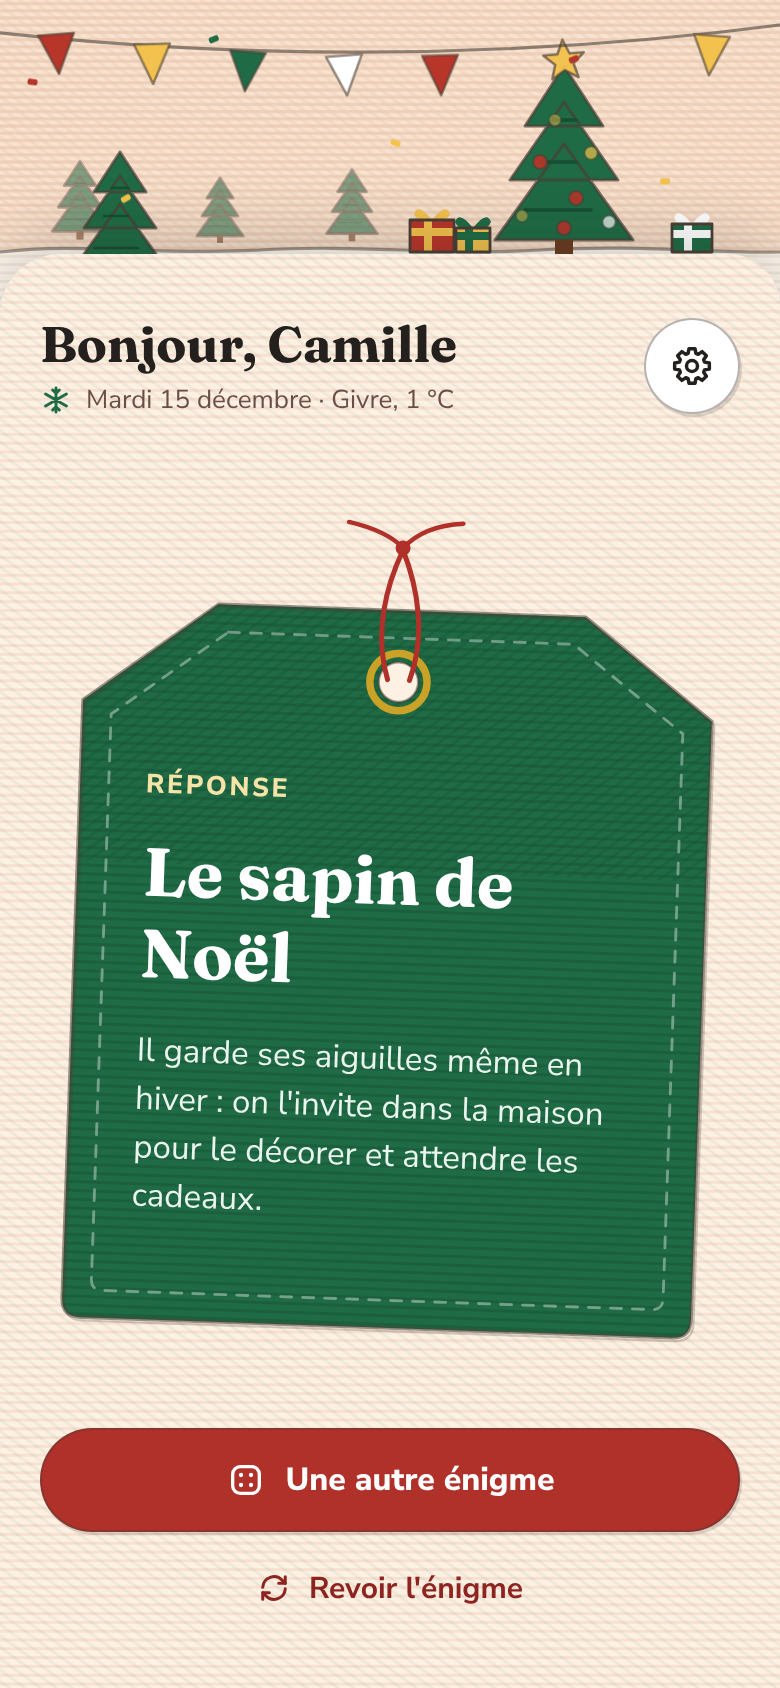 Bonjour, Camille
Mardi 15 décembre · Givre, 1 °C
RÉPONSE
Le sapin de
Noël
Il garde ses aiguilles même en
hiver : on l'invite dans la maison
pour le décorer et attendre les
cadeaux.
Une autre énigme
Revoir l'énigme